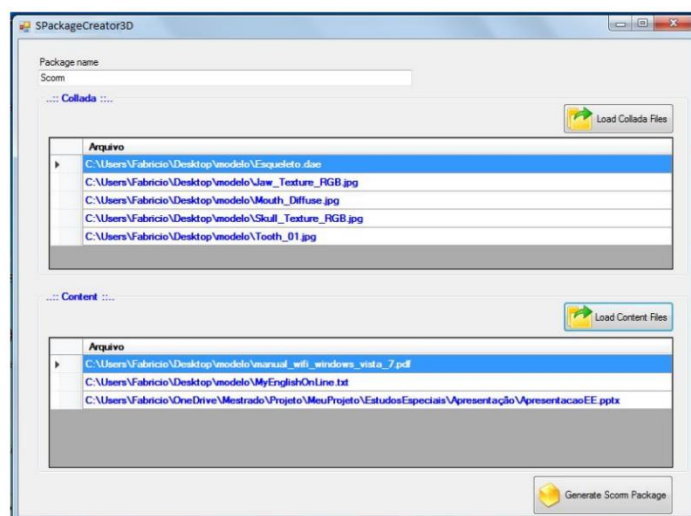 SPackageCreator3D
Package name
Scorm
..:: Collada ::..
Load Collada Files
Arquivo
C:\Users\Fabricio\Desktop\modelo\Esqueleto.dae
C:\Users\Fabricio\Desktop\modelo\Jaw_Texture_RGB.jpg
C:\Users\Fabricio\Desktop\modelo\Mouth_Diffuse.jpg
C:\Users\Fabricio\Desktop\modelo\Skull_Texture_RGB.jpg
C:\Users\Fabricio\Desktop\modelo\Tooth_01.jpg
..:: Content ::..
Load Content Files
Arquivo
C:\Users\Fabricio\Desktop\modelo\manual_wifi_windows_vista_7.pdf
C:\Users\Fabricio\Desktop\modelo\MyEnglishOnLine.txt
C:\Users\Fabricio\OneDrive\Mestrado\Projeto\MeuProjeto\EstudosEspeciais\Apresentação\ApresentacaoEE.pptx
Generate Scorm Package